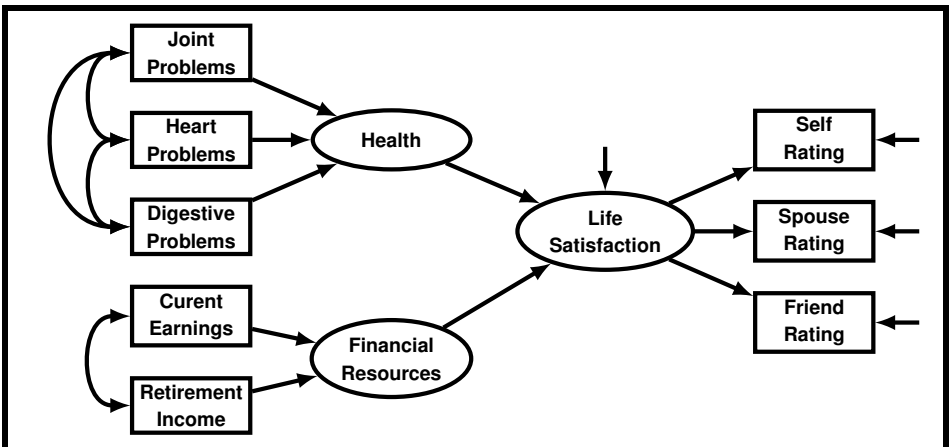 Joint
Problems
Heart
Problems
Digestive
Problems
Curent
Earnings
Retirement
Income
Health
Financial
Resources
Life
Satisfaction
Self
Rating
Spouse
Rating
Friend
Rating